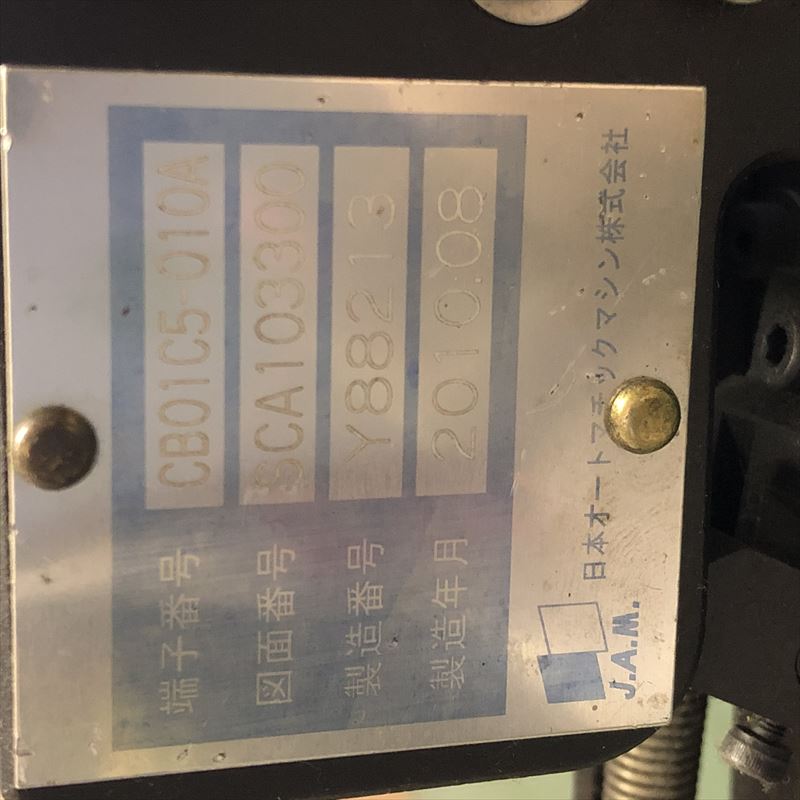 端子番号 CB01C5-010A
図面番号 SCA103300
製造番号 Y88213
製造年月 2010.08
J.A.M. 日本オートマチックマシン株式会社